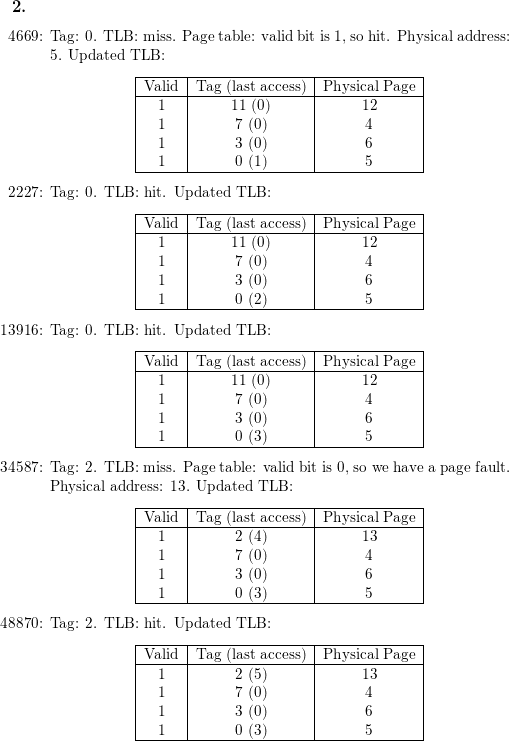 2.
4669: Tag: 0. TLB: miss. Page table: valid bit is 1, so hit. Physical address:
5. Updated TLB:
Valid Tag (last access) Physical Page
1 11 (0) 12
1 7 (0) 4
1 3 (0) 6
1 0 (1) 5
2227: Tag: 0. TLB: hit. Updated TLB:
Valid Tag (last access) Physical Page
1 11 (0) 12
1 7 (0) 4
1 3 (0) 6
1 0 (2) 5
13916: Tag: 0. TLB: hit. Updated TLB:
Valid Tag (last access) Physical Page
1 11 (0) 12
1 7 (0) 4
1 3 (0) 6
1 0 (3) 5
34587: Tag: 2. TLB: miss. Page table: valid bit is 0, so we have a page fault.
Physical address: 13. Updated TLB:
Valid Tag (last access) Physical Page
1 2 (4) 13
1 7 (0) 4
1 3 (0) 6
1 0 (3) 5
48870: Tag: 2. TLB: hit. Updated TLB:
Valid Tag (last access) Physical Page
1 2 (5) 13
1 7 (0) 4
1 3 (0) 6
1 0 (3) 5